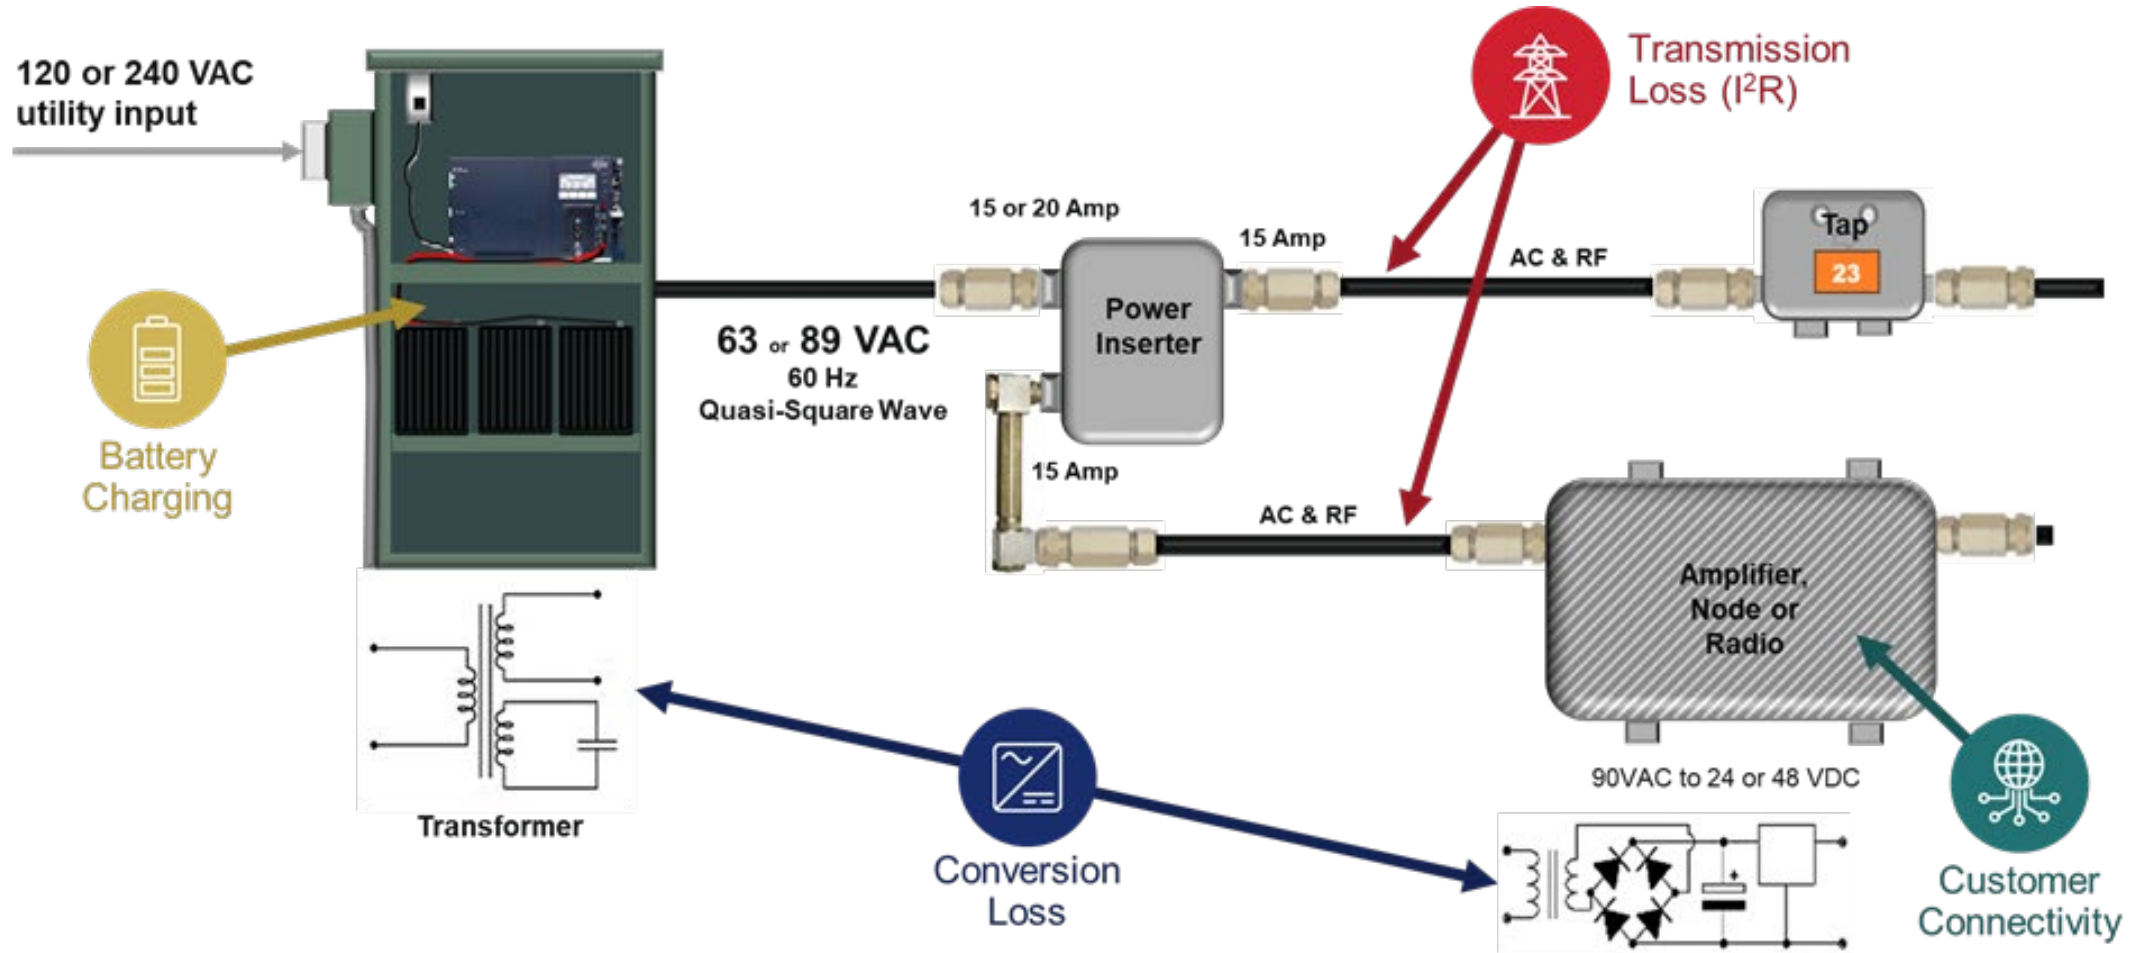 120 or 240 VAC
utility input
Transmission
Loss (I²R)
15 or 20 Amp
15 Amp
AC & RF
Tap
23
Power
Inserter
63 or 89 VAC
60 Hz
Quasi-Square Wave
Battery
Charging
15 Amp
AC & RF
Amplifier,
Node or
Radio
90VAC to 24 or 48 VDC
Transformer
Conversion
Loss
+
Customer
Connectivity